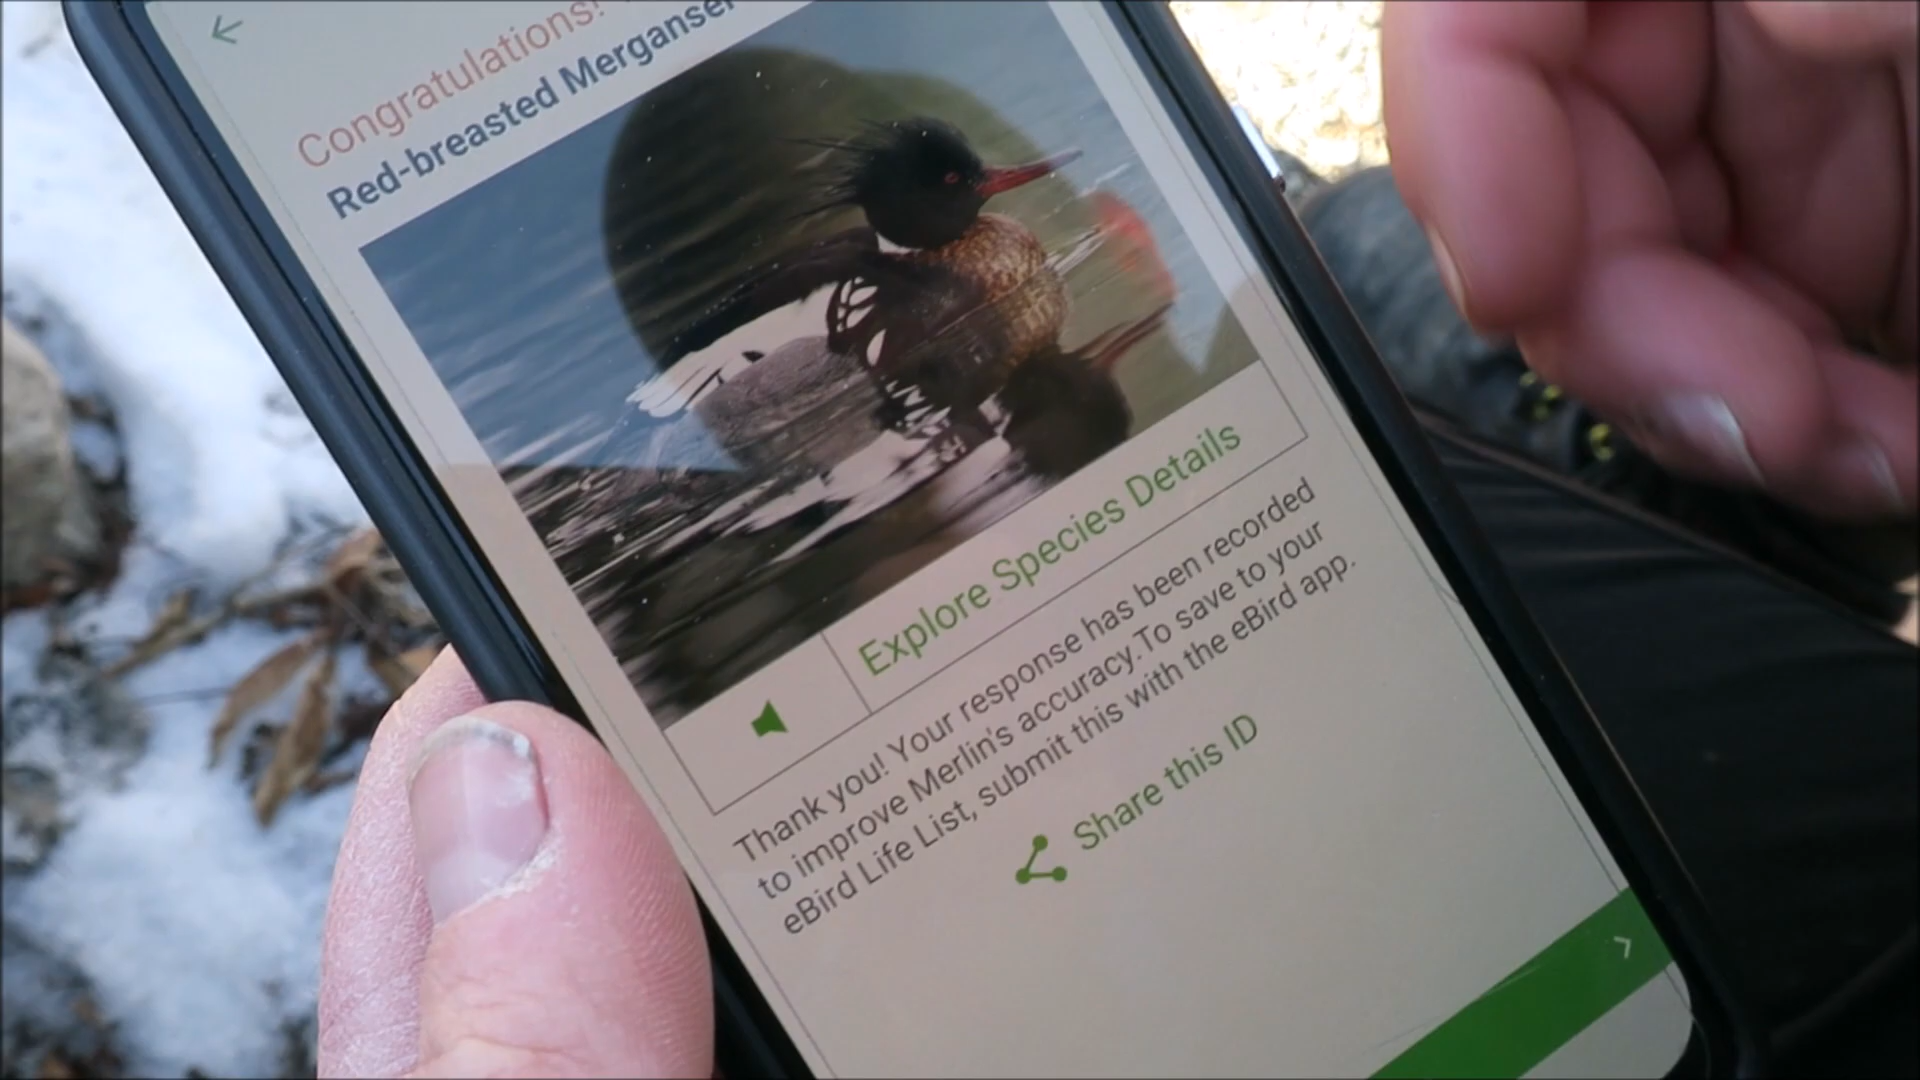 Congratulations!
Red-breasted Merganser
Explore Species Details
Thank you! Your response has been recorded
to improve Merlin's accuracy.To save to your
eBird Life List, submit this with the eBird app.
Share this ID